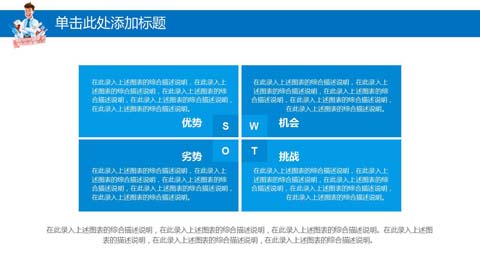 单击此处添加标题
在此录入上述图表的综合描述说明，在此录入上
述图表的综合描述说明，在此录入上述图表的综
合描述说明，在此录入上述图表的综合描述说明，
在此录入上述图表的综合描述说明。
优势
S
在此录入上述图表的综合描述说明，在此录入上
述图表的综合描述说明，在此录入上述图表的综
合描述说明，在此录入上述图表的综合描述说明，
在此录入上述图表的综合描述说明。
W
机会
劣势
O
在此录入上述图表的综合描述说明，在此录入上
述图表的综合描述说明，在此录入上述图表的综
合描述说明，在此录入上述图表的综合描述说明，
在此录入上述图表的综合描述说明。
T
挑战
在此录入上述图表的综合描述说明，在此录入上
述图表的综合描述说明，在此录入上述图表的综
合描述说明，在此录入上述图表的综合描述说明，
在此录入上述图表的综合描述说明。
在此录入上述图表的综合描述说明，在此录入上述图表的综合描述说明，在此录入上述图表的综合描述说明。在此录入上述图
表的描述说明，在此录入上述图表的综合描述说明，在此录入上述图表的综合描述说明。